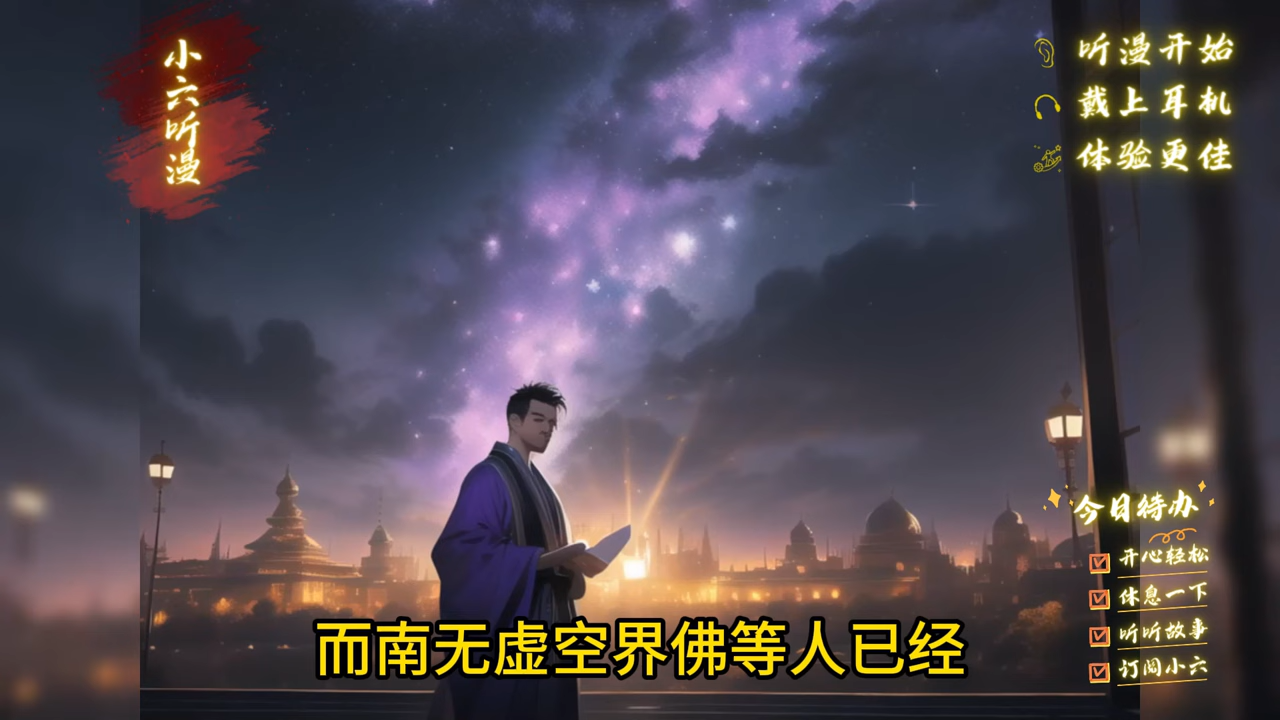 小六听漫
听漫开始
戴上耳机
体验更佳
今日待办
开心轻松
休息一下
听听故事
订阅小六
而南无虚空界佛等人已经